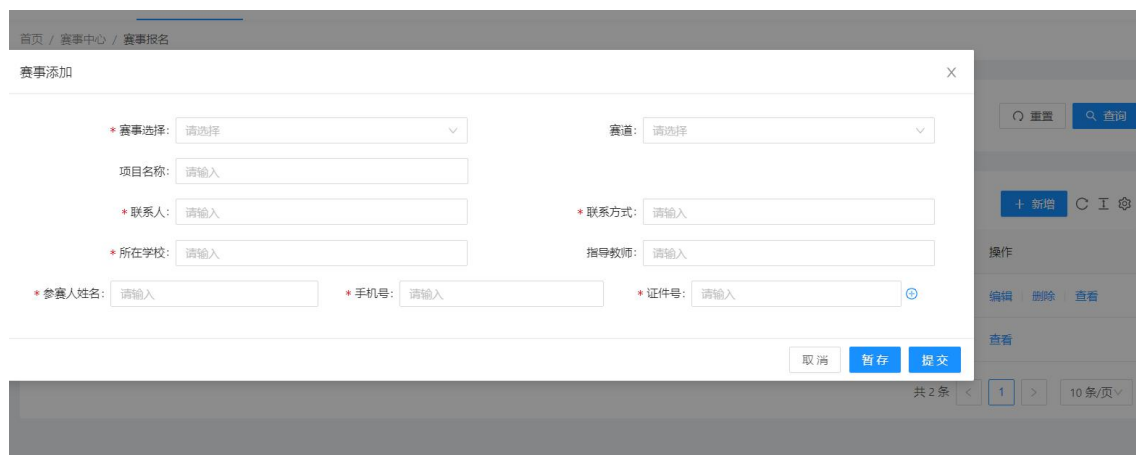 首页 / 赛事中心 / 赛事报名
赛事添加
重置 查询
* 赛事选择: 请选择 赛道: 请选择
项目名称: 请输入
+ 新增
* 联系人: 请输入 * 联系方式: 请输入
* 所在学校: 请输入 指导教师: 请输入
操作
* 参赛人姓名: 请输入 * 手机号: 请输入 * 证件号: 请输入
编辑 删除 查看
查看
取消 暂存 提交
共 2 条 < 1 > 10 条/页